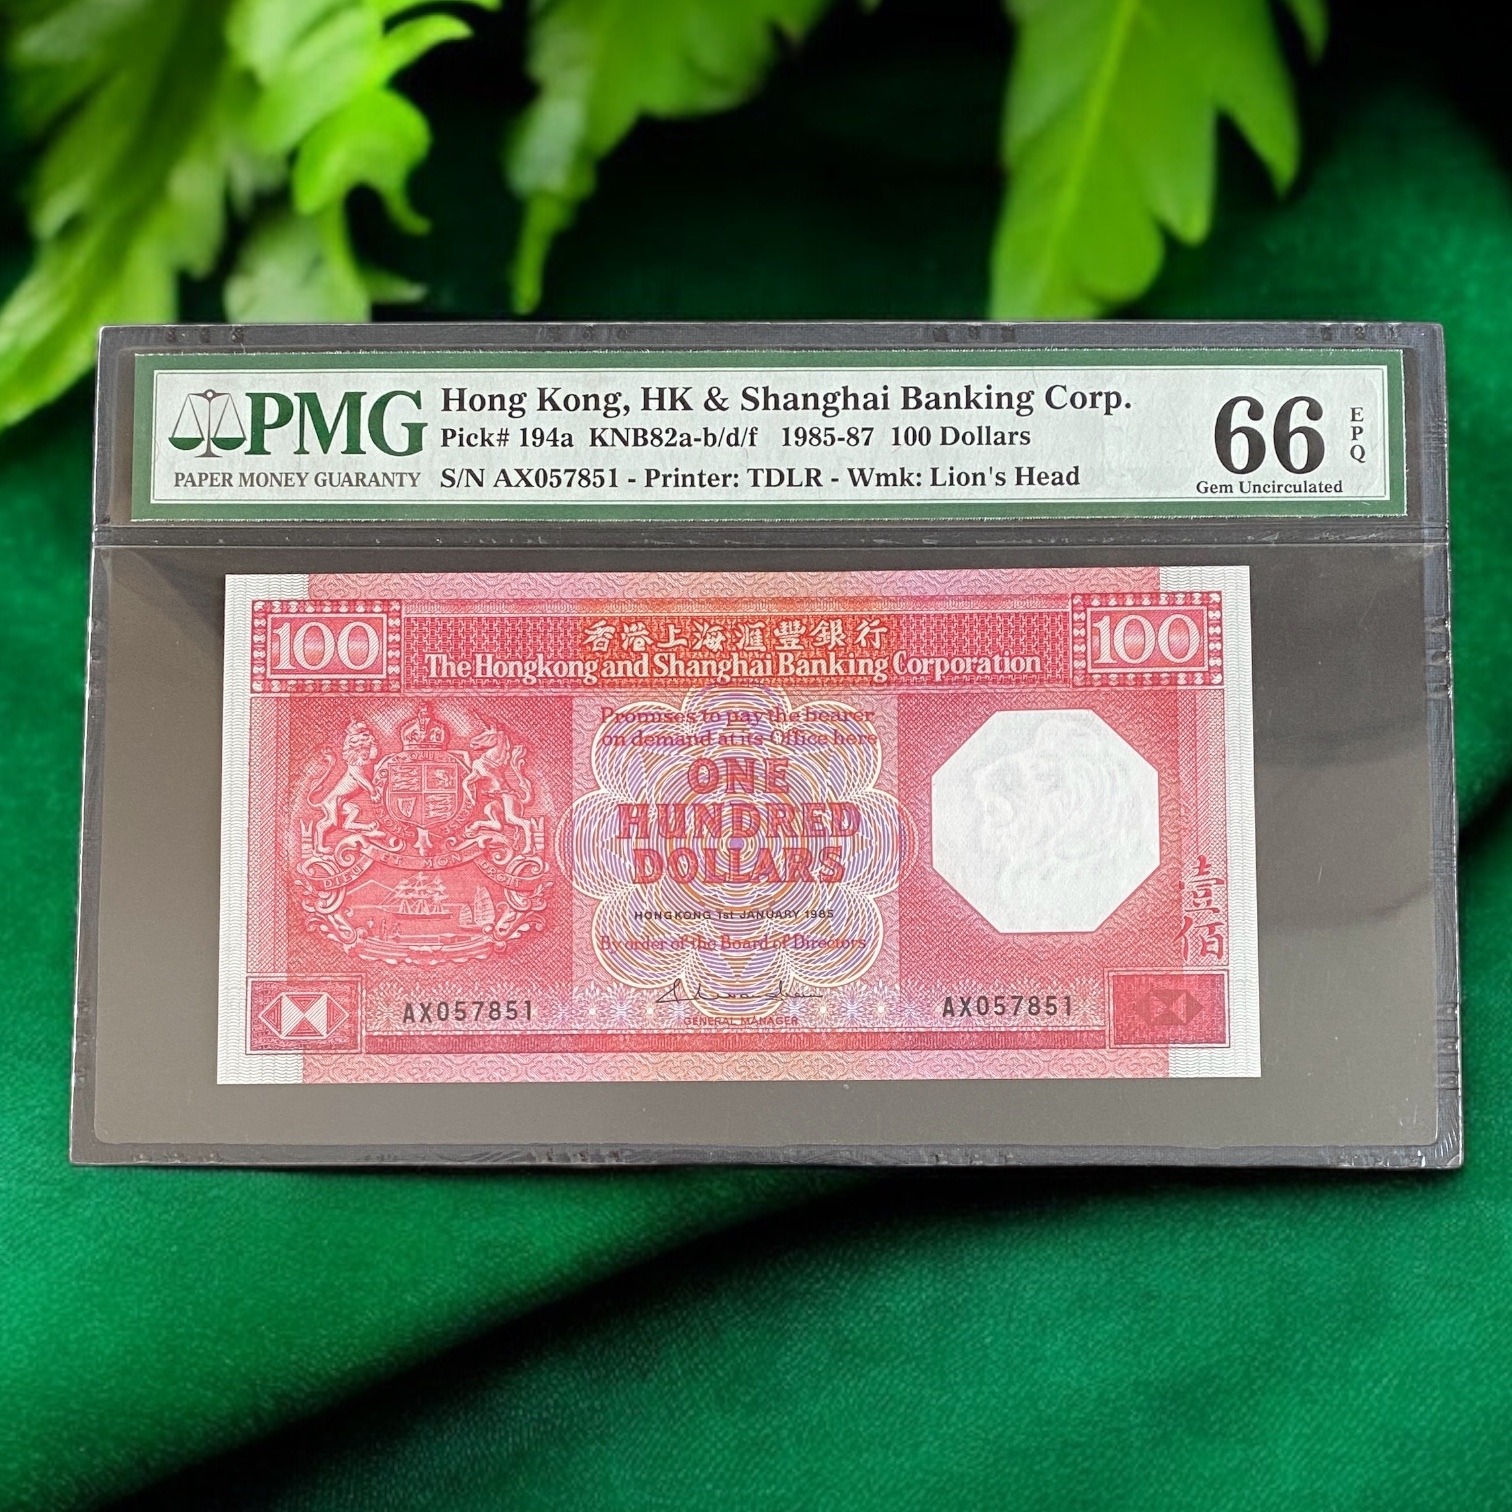 PMG
PAPER MONEY GUARANTY
Hong Kong, HK & Shanghai Banking Corp.
Pick# 194a KNB82a-b/d/f 1985-87 100 Dollars
S/N AX057851 - Printer: TDLR - Wmk: Lion's Head
66
EPQ
Gem Uncirculated
100
香港上海滙豐銀行
100
The Hongkong and Shanghai Banking Corporation
Promises to pay the bearer
on demand at its Office here
ONE
HUNDRED
DOLLARS
HONGKONG 1st JANUARY 1985
By order of the Board of Directors
GENERAL MANAGER
壹佰
AX057851
AX057851